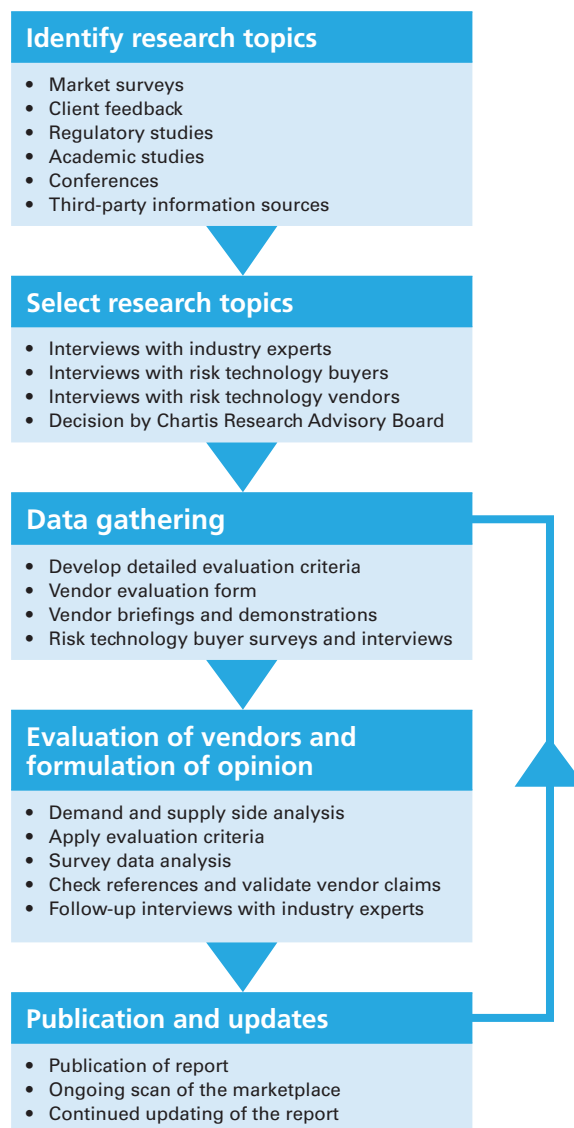 Identify research topics
• Market surveys
• Client feedback
• Regulatory studies
• Academic studies
• Conferences
• Third-party information sources
Select research topics
• Interviews with industry experts
• Interviews with risk technology buyers
• Interviews with risk technology vendors
• Decision by Chartis Research Advisory Board
Data gathering
• Develop detailed evaluation criteria
• Vendor evaluation form
• Vendor briefings and demonstrations
• Risk technology buyer surveys and interviews
Evaluation of vendors and
formulation of opinion
• Demand and supply side analysis
• Apply evaluation criteria
• Survey data analysis
• Check references and validate vendor claims
• Follow-up interviews with industry experts
Publication and updates
• Publication of report
• Ongoing scan of the marketplace
• Continued updating of the report